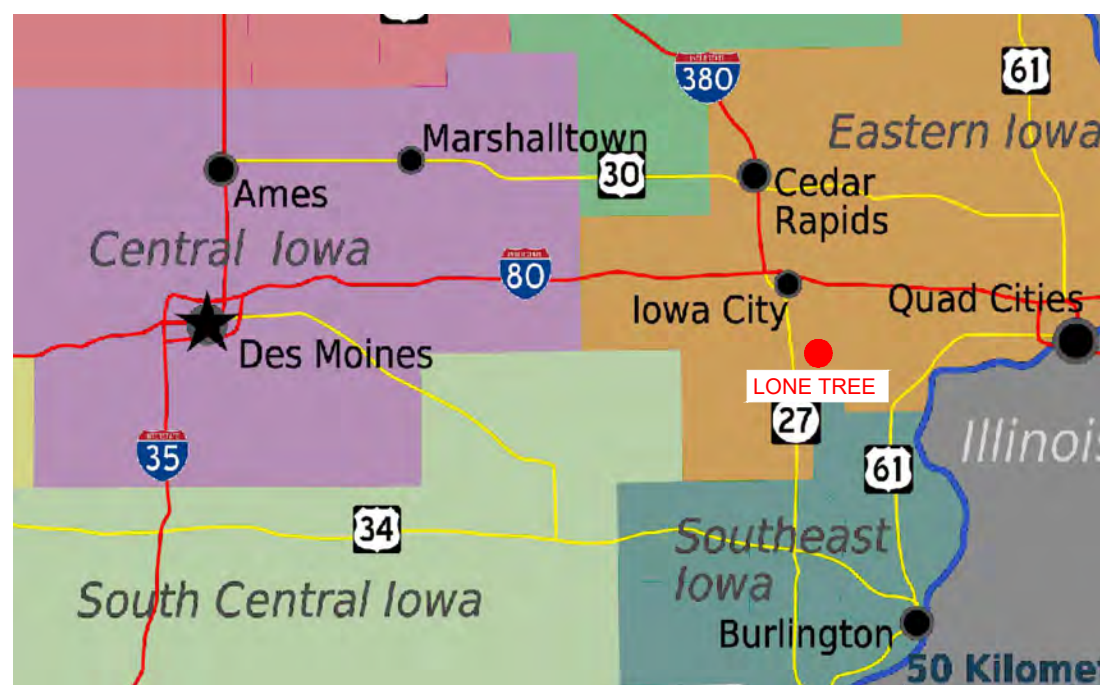 61
380
Eastern Iowa
Marshalltown
30
Cedar
Rapids
Ames
Central Iowa
80
Iowa City
Quad Cities
Des Moines
LONE TREE
27
35
61
Illinois
34
Southeast
Iowa
South Central Iowa
Burlington
50 Kilome